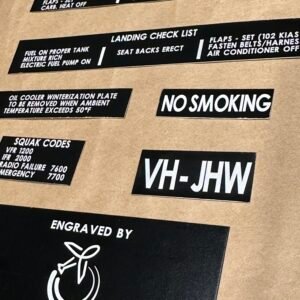 FLAPS - SET
CARB. HEAT OFF
LANDING CHECK LIST
FUEL ON PROPER TANK
MIXTURE RICH
ELECTRIC FUEL PUMP ON
SEAT BACKS ERECT
FLAPS - SET (102 KIAS
FASTEN BELTS/HARNES
AIR CONDITIONER OFF
OIL COOLER WINTERIZATION PLATE
TO BE REMOVED WHEN AMBIENT
TEMPERATURE EXCEEDS 50°F
NO SMOKING
SQUAK CODES
VFR 1200
IFR 2000
RADIO FAILURE 7600
EMERGENCY 7700
VH-JHW
ENGRAVED BY